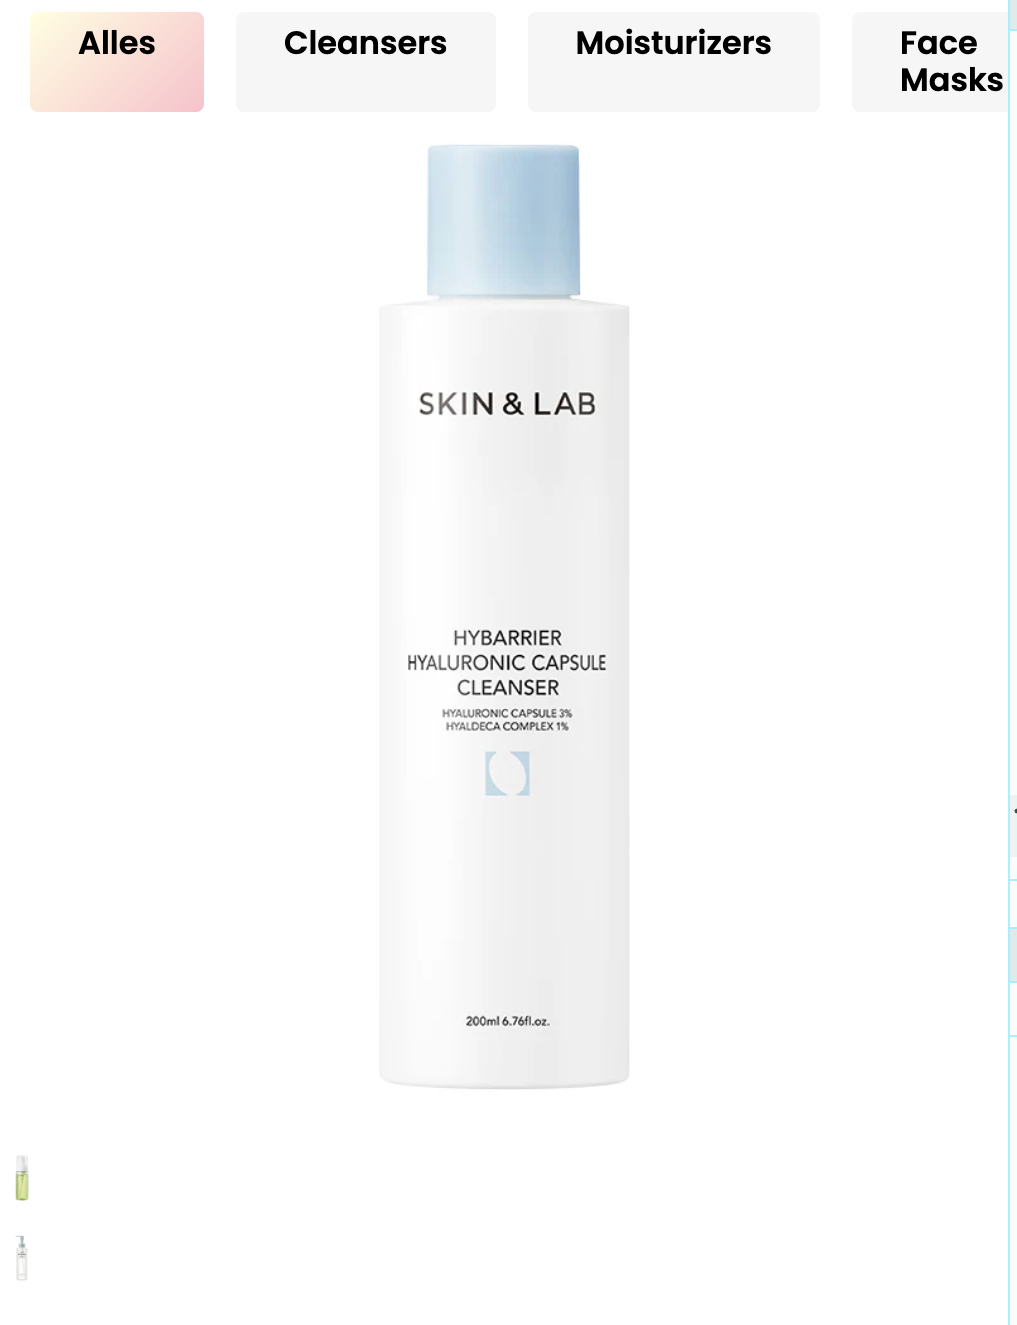 Alles
Cleansers
Moisturizers
Face
Masks
SKIN & LAB
HYBARRIER
HYALURONIC CAPSULE
CLEANSER
HYALURONIC CAPSULE 3%
HYALDECA COMPLEX 1%
200ml 6.76fl.oz.